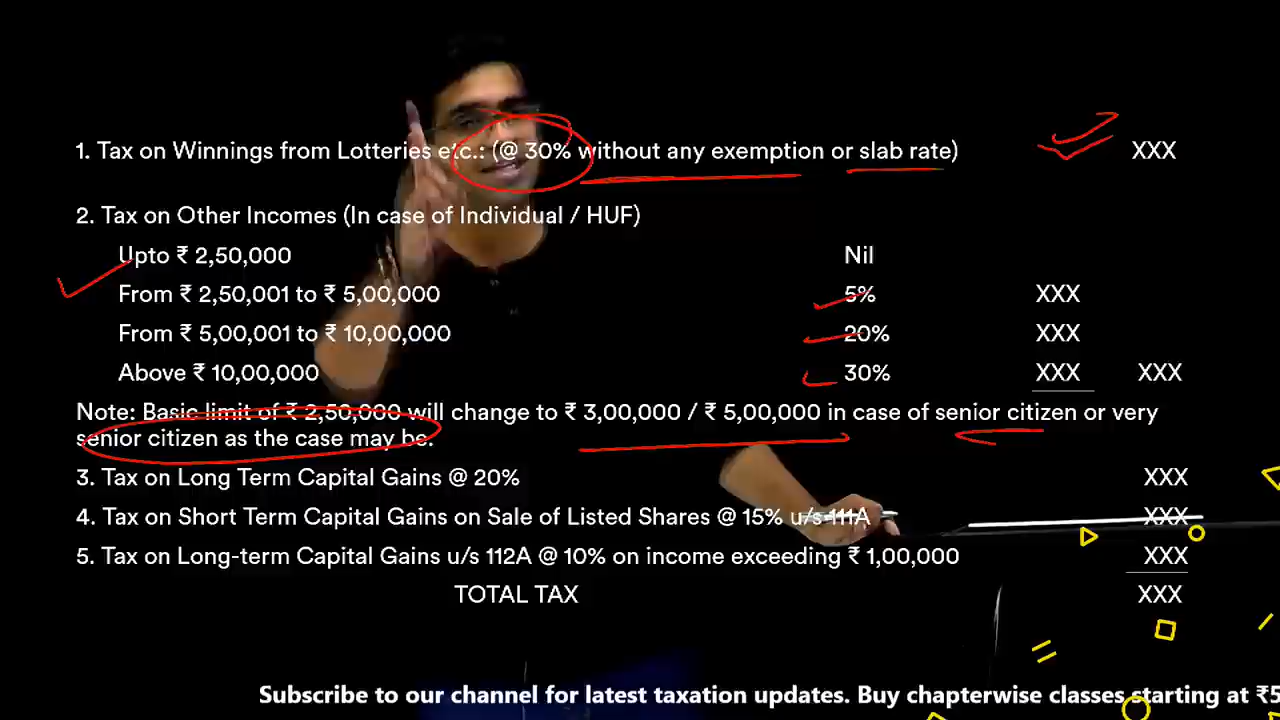 1. Tax on Winnings from Lotteries etc.: (@ 30% without any exemption or slab rate) XXX
2. Tax on Other Incomes (In case of Individual / HUF)
Upto ₹ 2,50,000 Nil
From ₹ 2,50,001 to ₹ 5,00,000 5% XXX
From ₹ 5,00,001 to ₹ 10,00,000 20% XXX
Above ₹ 10,00,000 30% XXX XXX
Note: Basic limit of ₹ 2,50,000 will change to ₹ 3,00,000 / ₹ 5,00,000 in case of senior citizen or very
senior citizen as the case may be.
3. Tax on Long Term Capital Gains @ 20% XXX
4. Tax on Short Term Capital Gains on Sale of Listed Shares @ 15% u/s 111A XXX
5. Tax on Long-term Capital Gains u/s 112A @ 10% on income exceeding ₹ 1,00,000 XXX
TOTAL TAX XXX
Subscribe to our channel for latest taxation updates. Buy chapterwise classes starting at ₹5